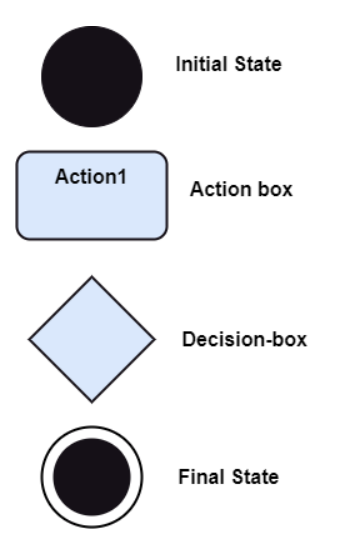 Initial State
Action1
Action box
Decision-box
Final State